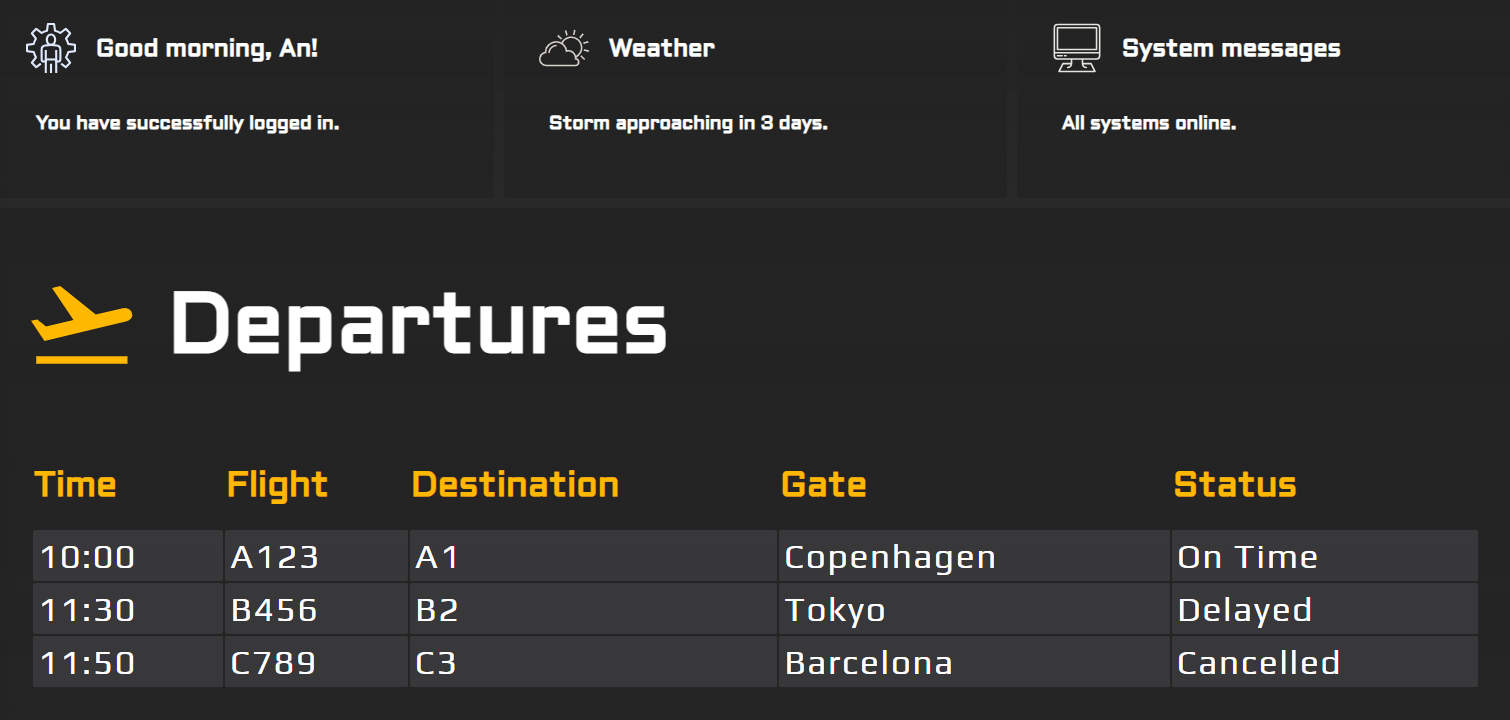 Good morning, An!
Weather
System messages
You have successfully logged in.
Storm approaching in 3 days.
All systems online.
Departures
Time Flight Destination Gate Status
10:00 A123 A1 Copenhagen On Time
11:30 B456 B2 Tokyo Delayed
11:50 C789 C3 Barcelona Cancelled